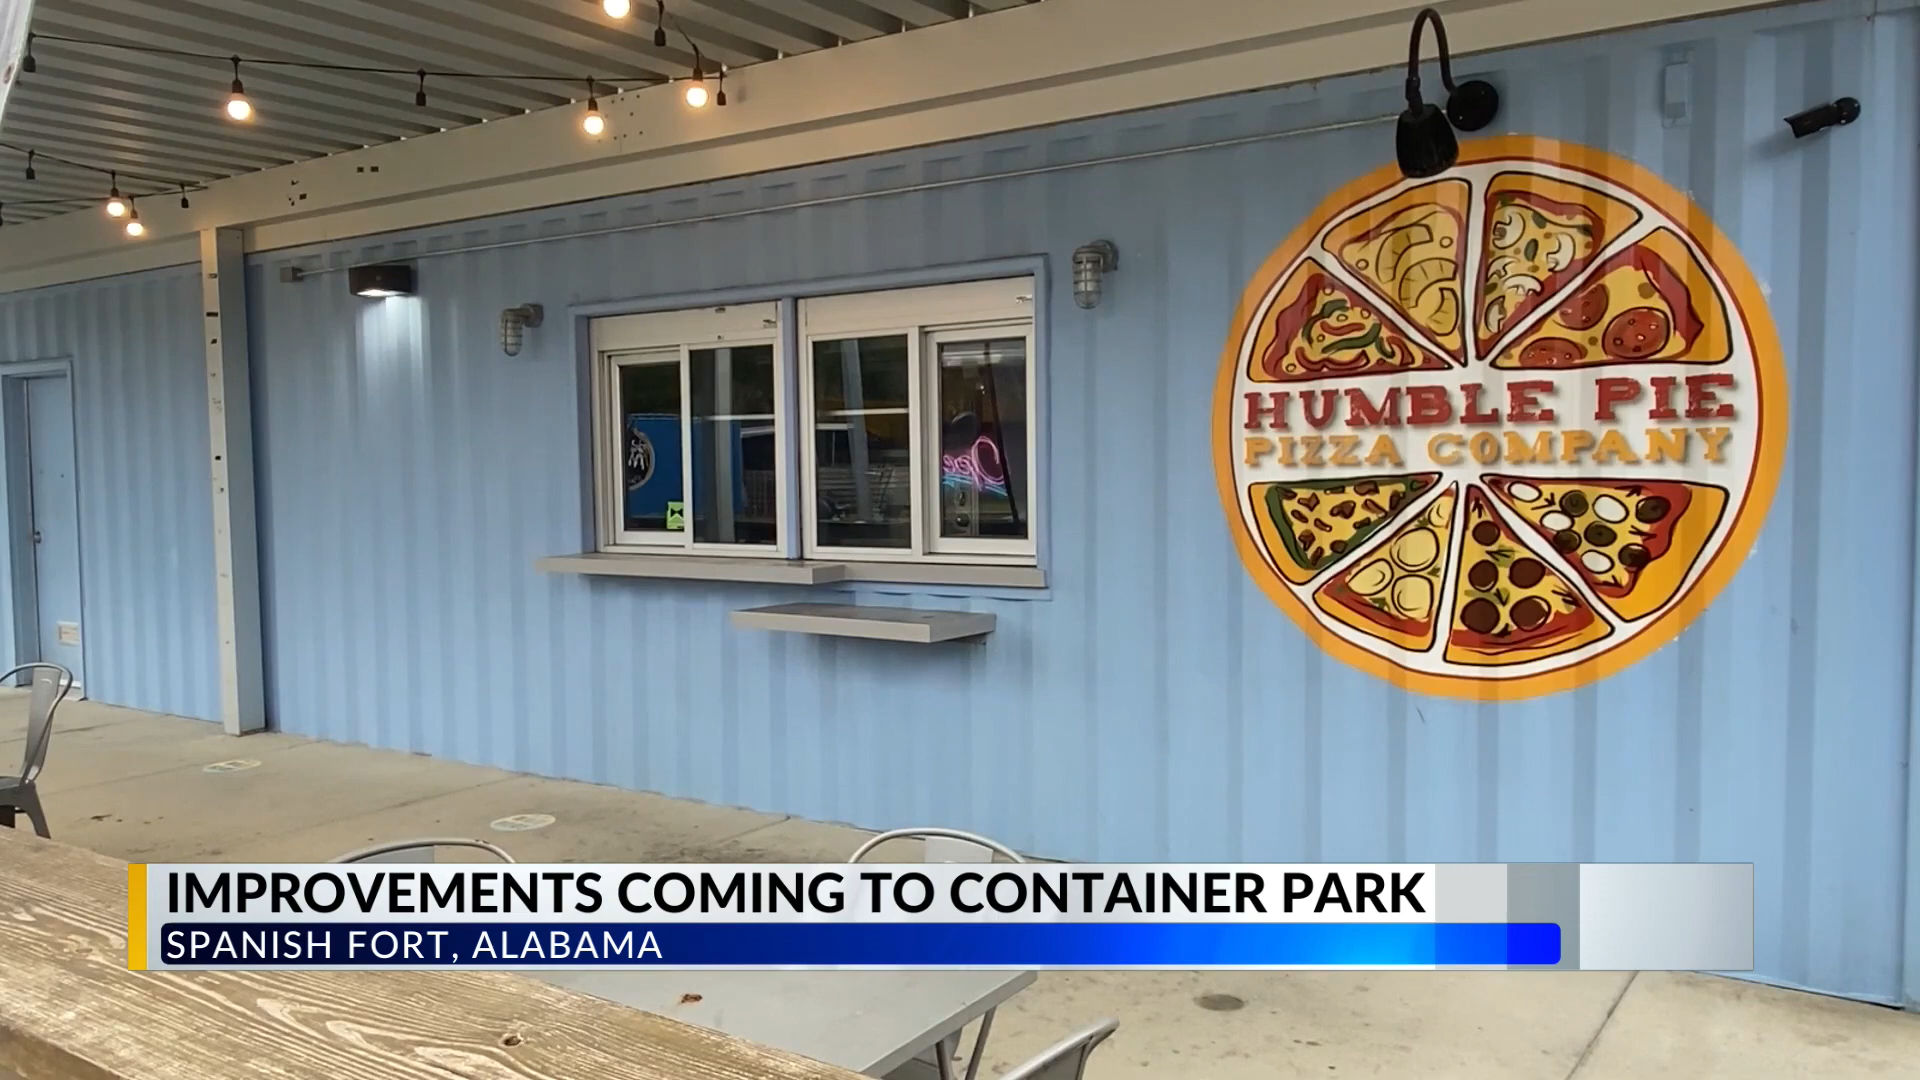 HUMBLE PIE
PIZZA COMPANY
IMPROVEMENTS COMING TO CONTAINER PARK
SPANISH FORT, ALABAMA